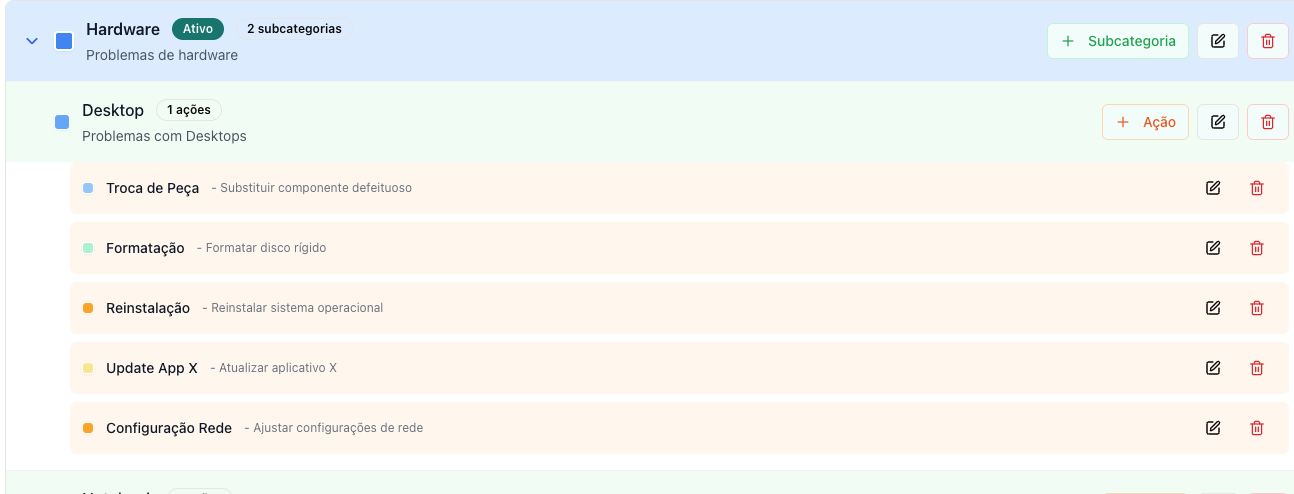 Hardware Ativo 2 subcategorias
Problemas de hardware
+ Subcategoria
Desktop 1 ações
Problemas com Desktops
+ Ação
Troca de Peça - Substituir componente defeituoso
Formatação - Formatar disco rígido
Reinstalação - Reinstalar sistema operacional
Update App X - Atualizar aplicativo X
Configuração Rede - Ajustar configurações de rede